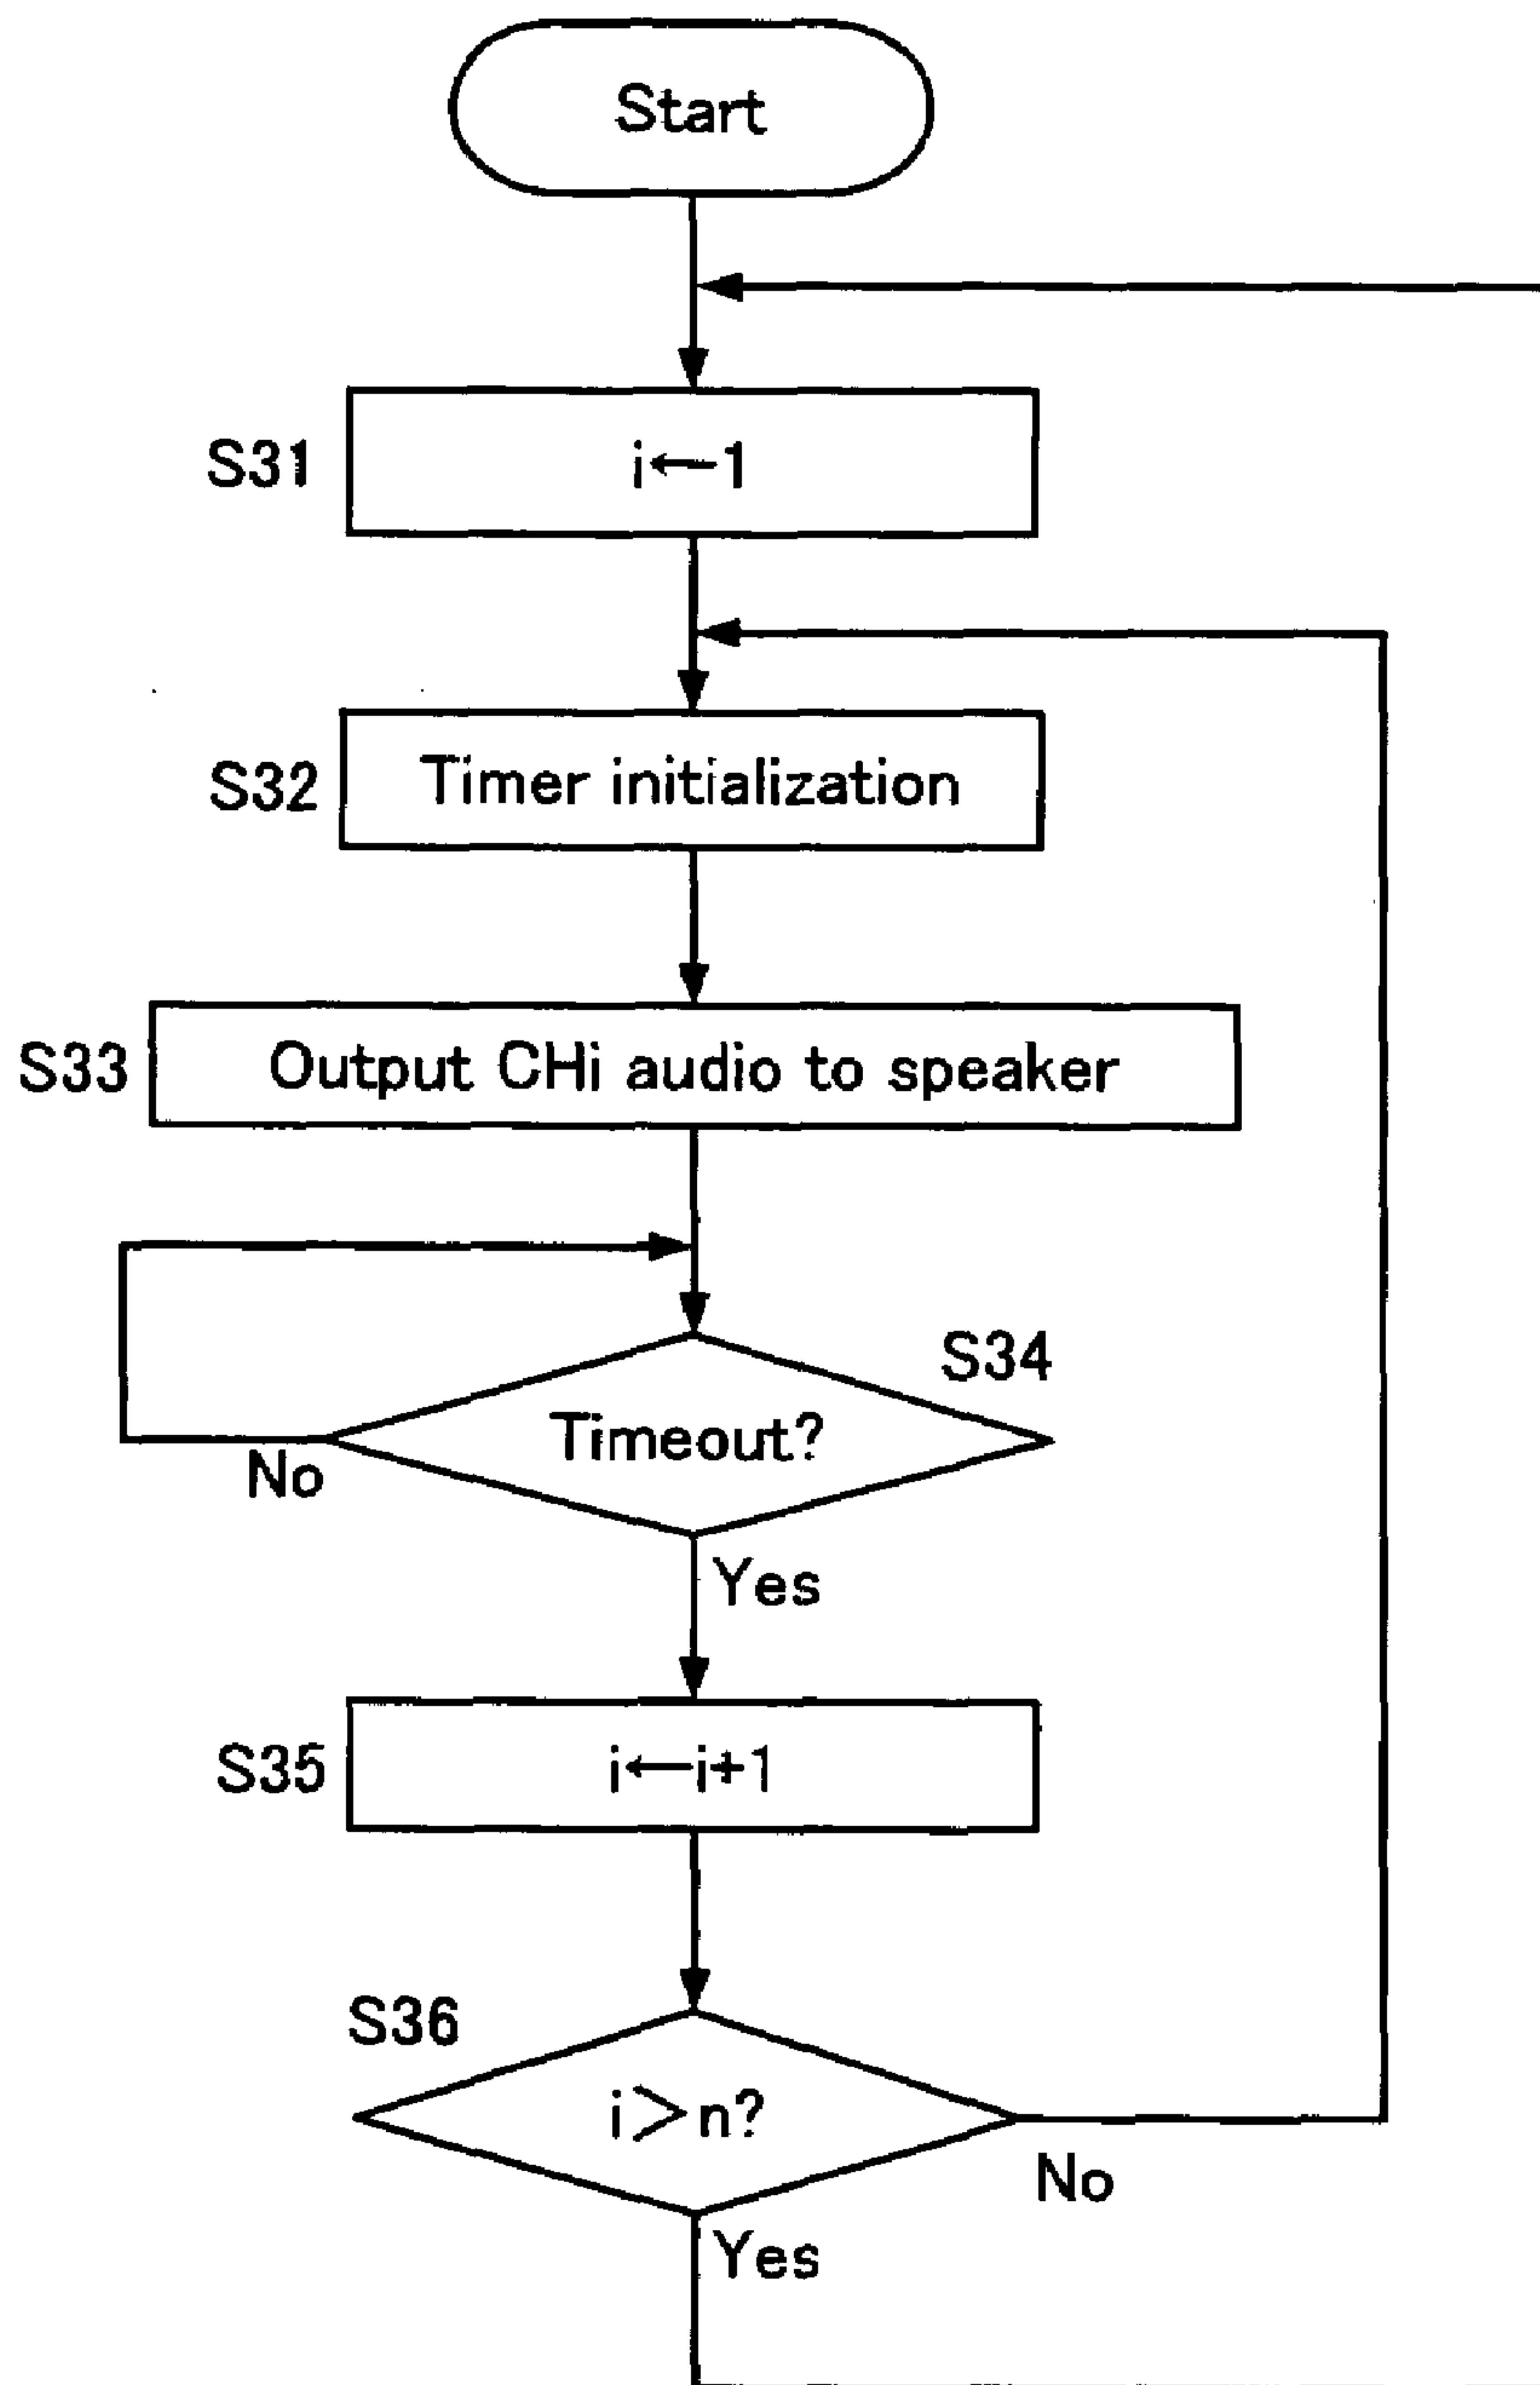 Start
S31
i←1
S32
Timer initialization
S33
Output CHi audio to speaker
S34
Timeout?
No
Yes
S35
i←i+1
S36
i>n?
No
Yes